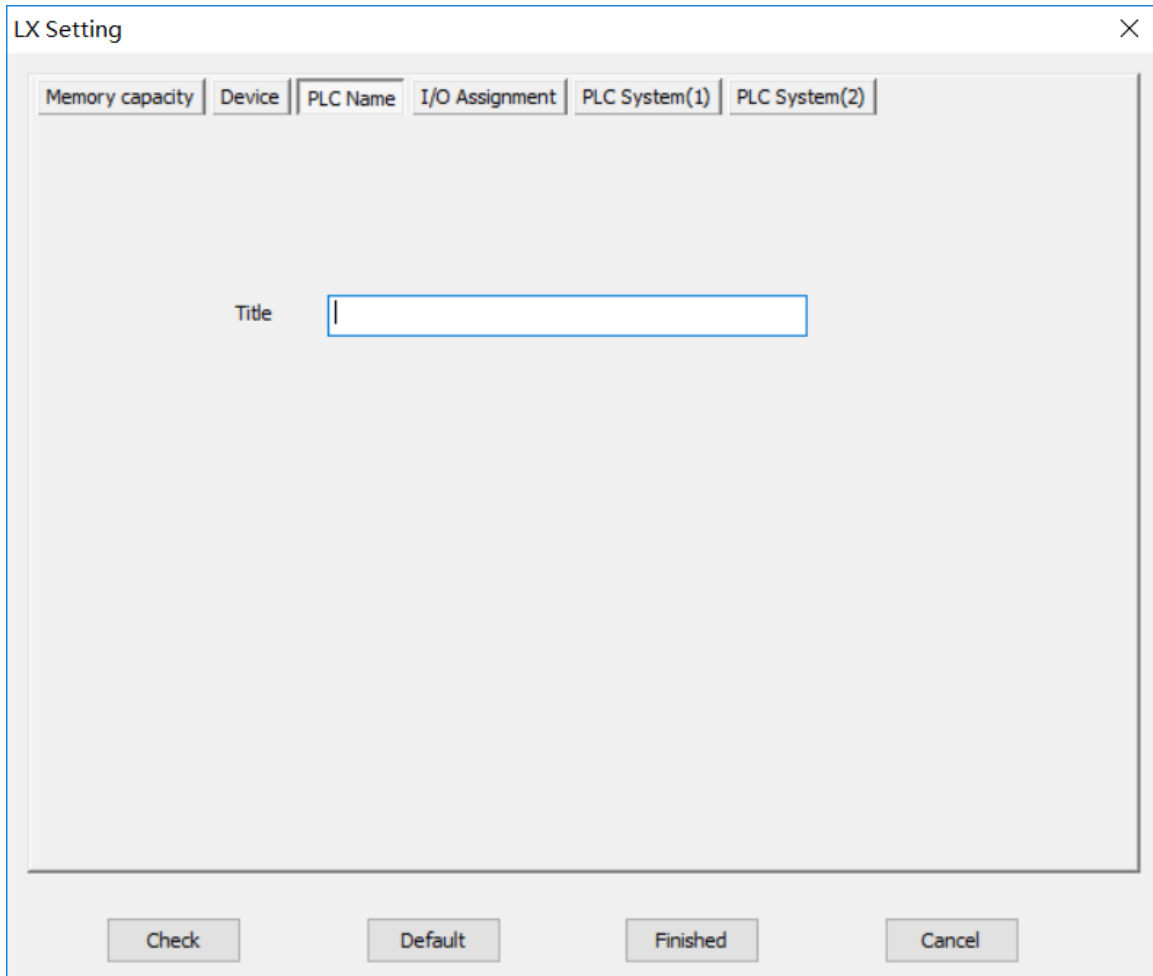 LX Setting
Memory capacity Device PLC Name I/O Assignment PLC System(1) PLC System(2)
Title
Check Default Finished Cancel